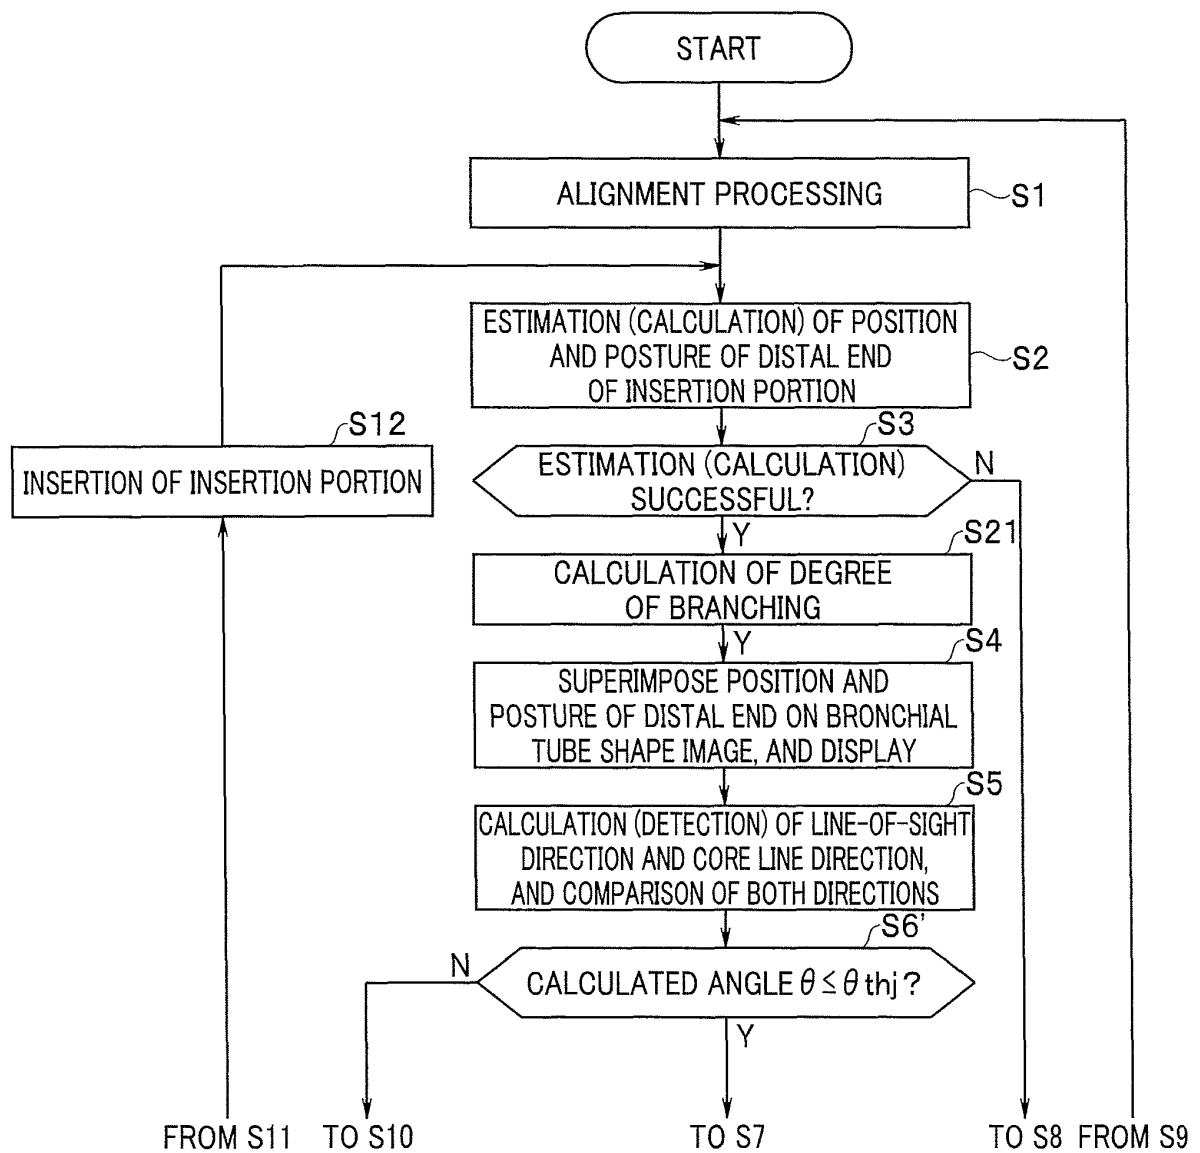 START
ALIGNMENT PROCESSING
S1
ESTIMATION (CALCULATION) OF POSITION
AND POSTURE OF DISTAL END
OF INSERTION PORTION
S2
S12
INSERTION OF INSERTION PORTION
S3
ESTIMATION (CALCULATION)
SUCCESSFUL?
N
Y
S21
CALCULATION OF DEGREE
OF BRANCHING
Y
S4
SUPERIMPOSE POSITION AND
POSTURE OF DISTAL END ON BRONCHIAL
TUBE SHAPE IMAGE, AND DISPLAY
S5
CALCULATION (DETECTION) OF LINE-OF-SIGHT
DIRECTION AND CORE LINE DIRECTION,
AND COMPARISON OF BOTH DIRECTIONS
S6'
N
CALCULATED ANGLE θ ≦ θ thj ?
Y
FROM S11
TO S10
TO S7
TO S8
FROM S9